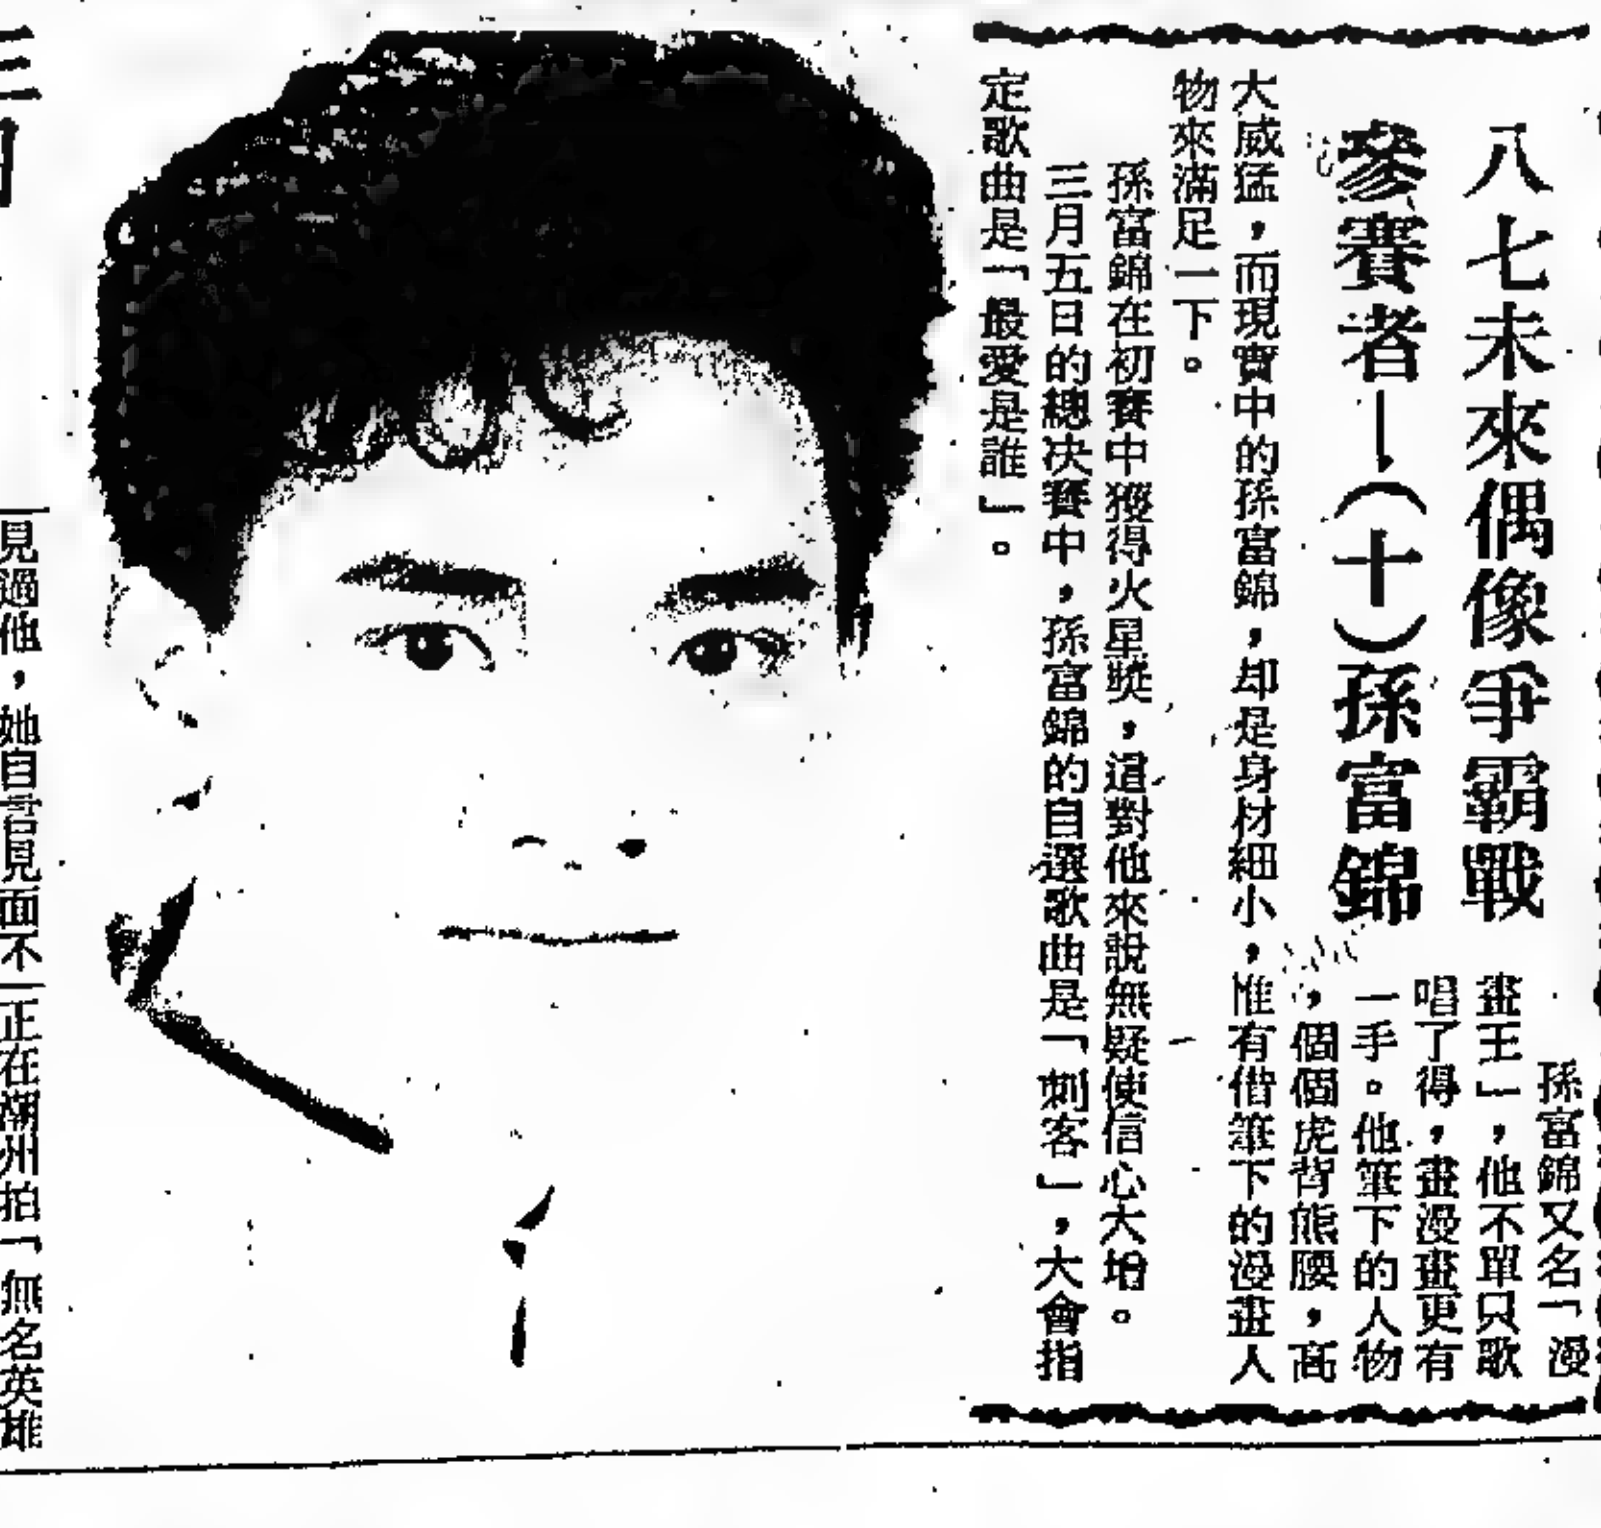 八七未來偶像爭霸戰
參賽者—（十）孫富錦
孫富錦又名「漫
畫王」，他不單只歌
唱了得，畫漫畫更有
一手。他筆下的人物
，個個虎背熊腰，高
大威猛，而現實中的孫富錦，却是身材細小，惟有借筆下的漫畫人
物來滿足一下。
孫富錦在初賽中獲得火星獎，這對他來說無疑使信心大增。
三月五日的總決賽中，孫富錦的自選歌曲是「刺客」，大會指
定歌曲是「最愛是誰」。
見過他，她自言見面不
正在潮州拍「無名英雄